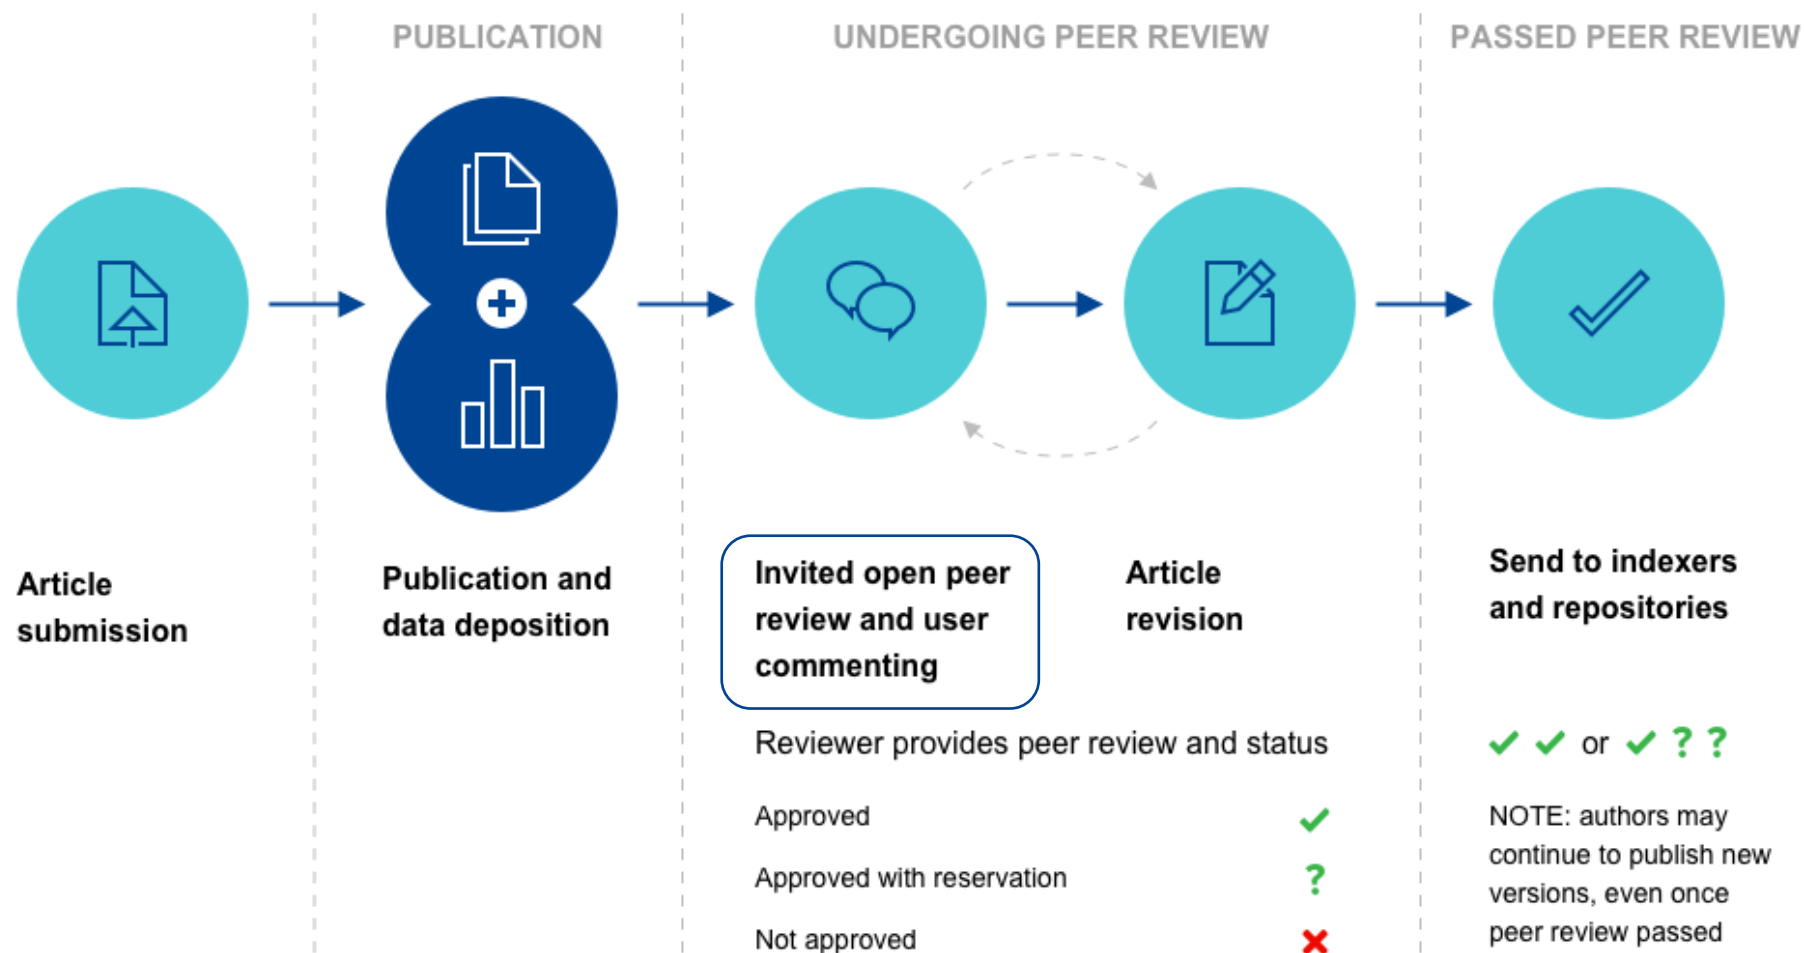 PUBLICATION
UNDERGOING PEER REVIEW
PASSED PEER REVIEW
Article
submission
Publication and
data deposition
Invited open peer
review and user
commenting
Article
revision
Send to indexers
and repositories
Reviewer provides peer review and status
Approved ✓
Approved with reservation ?
Not approved ✗
✓ ✓ or ✓ ? ?
NOTE: authors may
continue to publish new
versions, even once
peer review passed